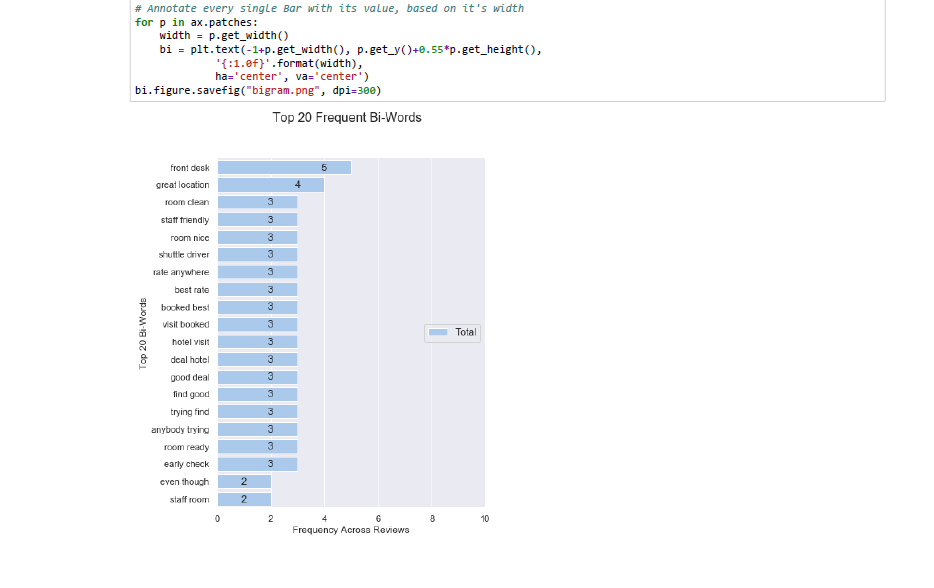 # Annotate every single Bar with its value, based on it's width
for p in ax.patches:
    width = p.get_width()
    bi = plt.text(-1+p.get_width(), p.get_y()+0.55*p.get_height(),
             '{:1.0f}'.format(width),
             ha='center', va='center')
bi.figure.savefig("bigram.png", dpi=300)
Top 20 Frequent Bi-Words
front desk 5
great location 4
room clean 3
staff friendly 3
room nice 3
shuttle driver 3
rate anywhere 3
best rate 3
booked best 3
visit booked 3
hotel visit 3
deal hotel 3
good deal 3
find good 3
trying find 3
anybody trying 3
room ready 3
early check 3
even though 2
staff room 2
Top 20 Bi-Words
Total
0 2 4 6 8 10
Frequency Across Reviews